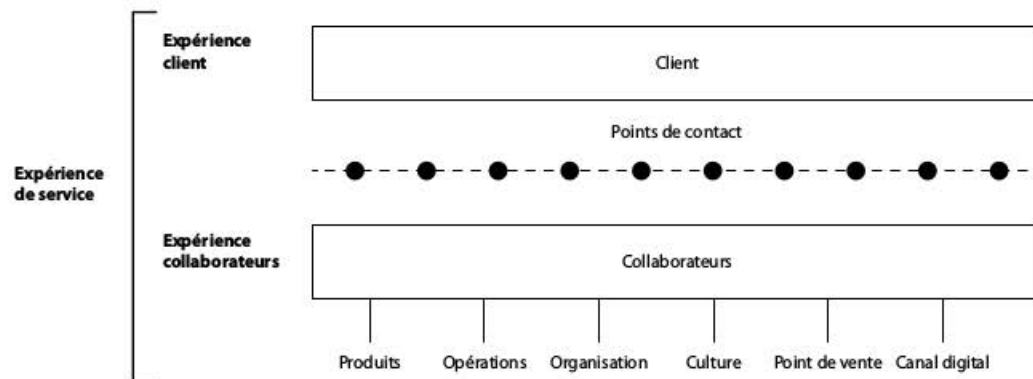 Expérience
client
Client
Points de contact
Expérience
de service
Expérience
collaborateurs
Collaborateurs
Produits Opérations Organisation Culture Point de vente Canal digital